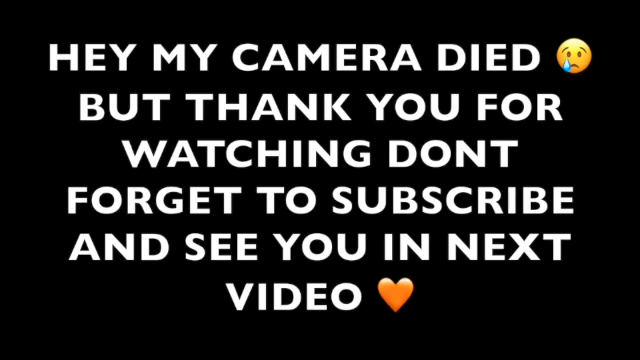 HEY MY CAMERA DIED 😢
BUT THANK YOU FOR
WATCHING DONT
FORGET TO SUBSCRIBE
AND SEE YOU IN NEXT
VIDEO 🧡